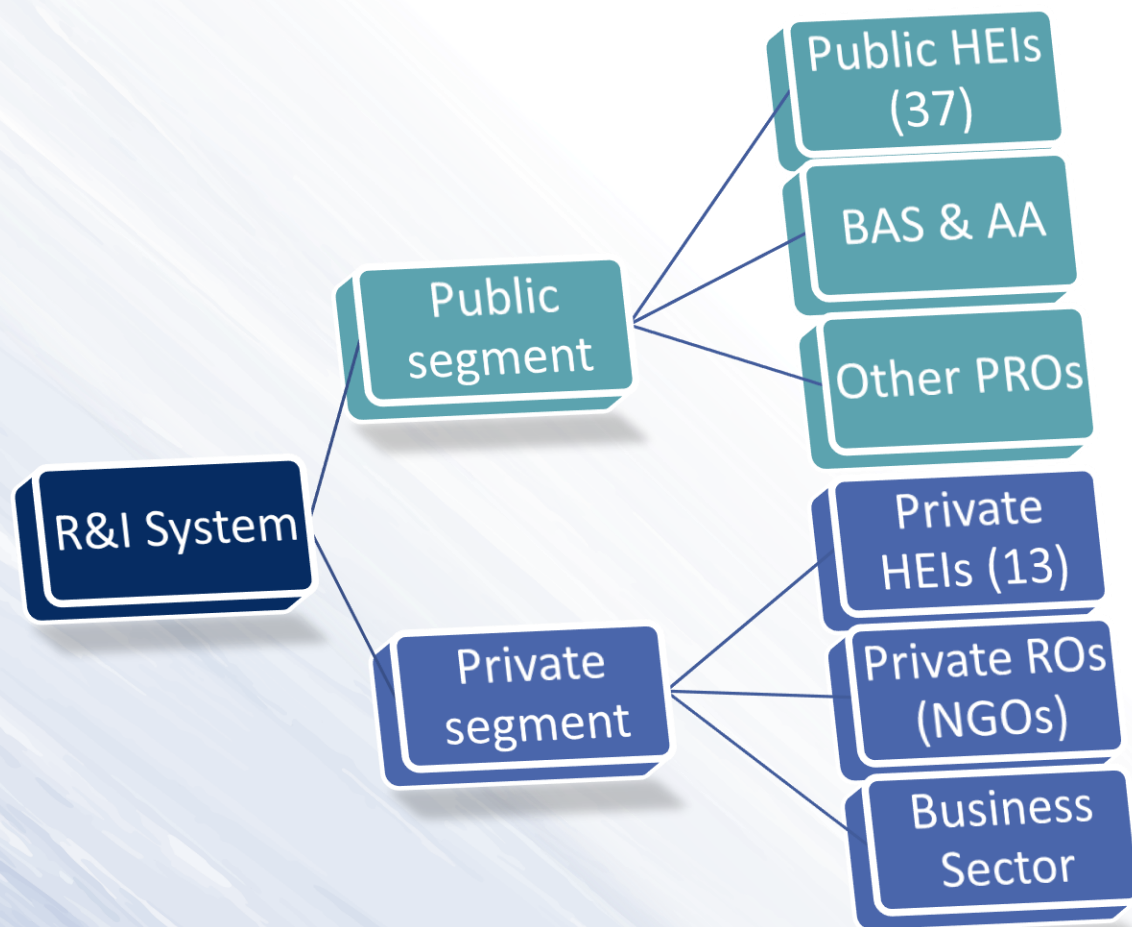 R&I System
Public
segment
Public HEIs
(37)
BAS & AA
Other PROs
Private
segment
Private
HEIs (13)
Private ROs
(NGOs)
Business
Sector